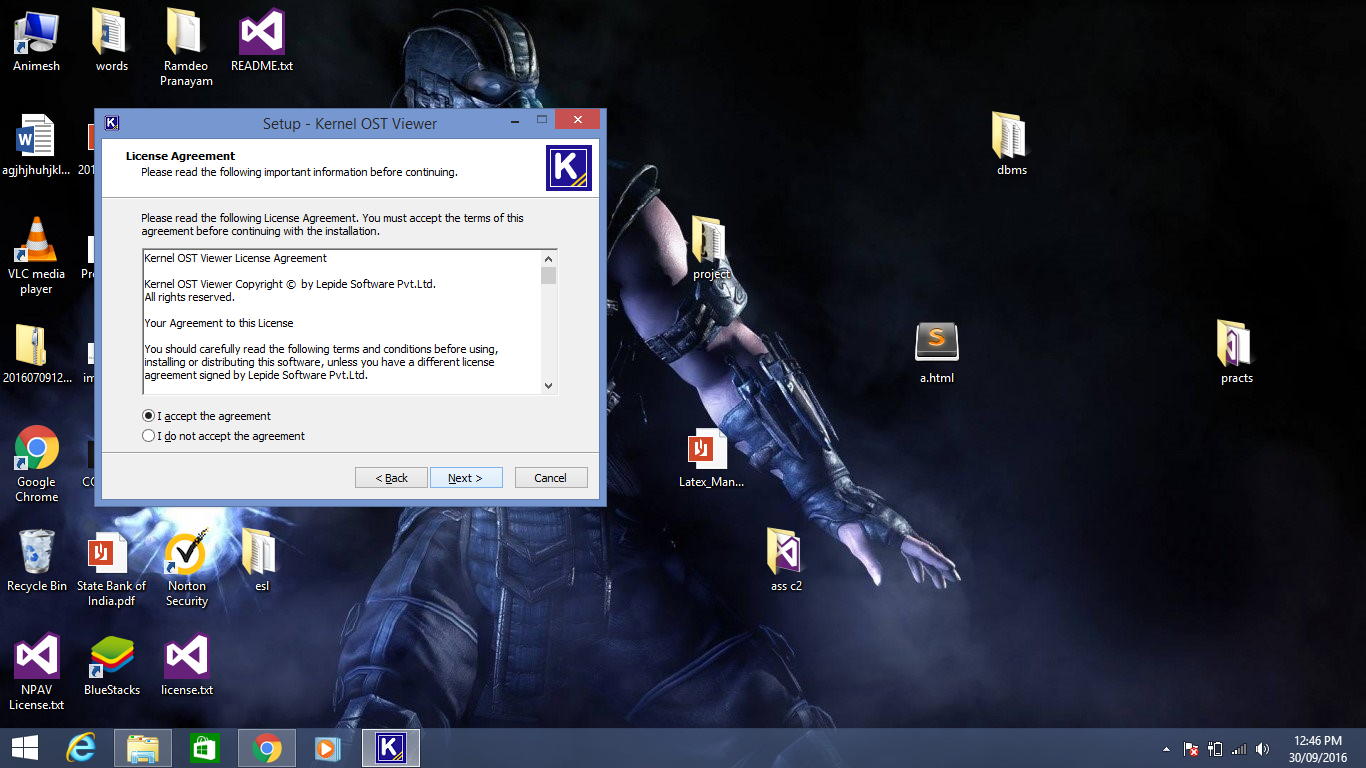 Animesh
words
Ramdeo
Pranayam
README.txt
Setup - Kernel OST Viewer
License Agreement
Please read the following important information before continuing.
K
Please read the following License Agreement. You must accept the terms of this
agreement before continuing with the installation.
Kernel OST Viewer License Agreement
Kernel OST Viewer Copyright © by Lepide Software Pvt.Ltd.
All rights reserved.
Your Agreement to this License
You should carefully read the following terms and conditions before using,
installing or distributing this software, unless you have a different license
agreement signed by Lepide Software Pvt.Ltd.
I accept the agreement
I do not accept the agreement
< Back
Next >
Cancel
agjhjhuhjkl...
VLC media
player
2016070912...
Google
Chrome
Recycle Bin
State Bank of
India.pdf
Norton
Security
esl
NPAV
License.txt
BlueStacks
license.txt
dbms
project
S
a.html
practs
Latex_Man...
ass c2
K
12:46 PM
30/09/2016